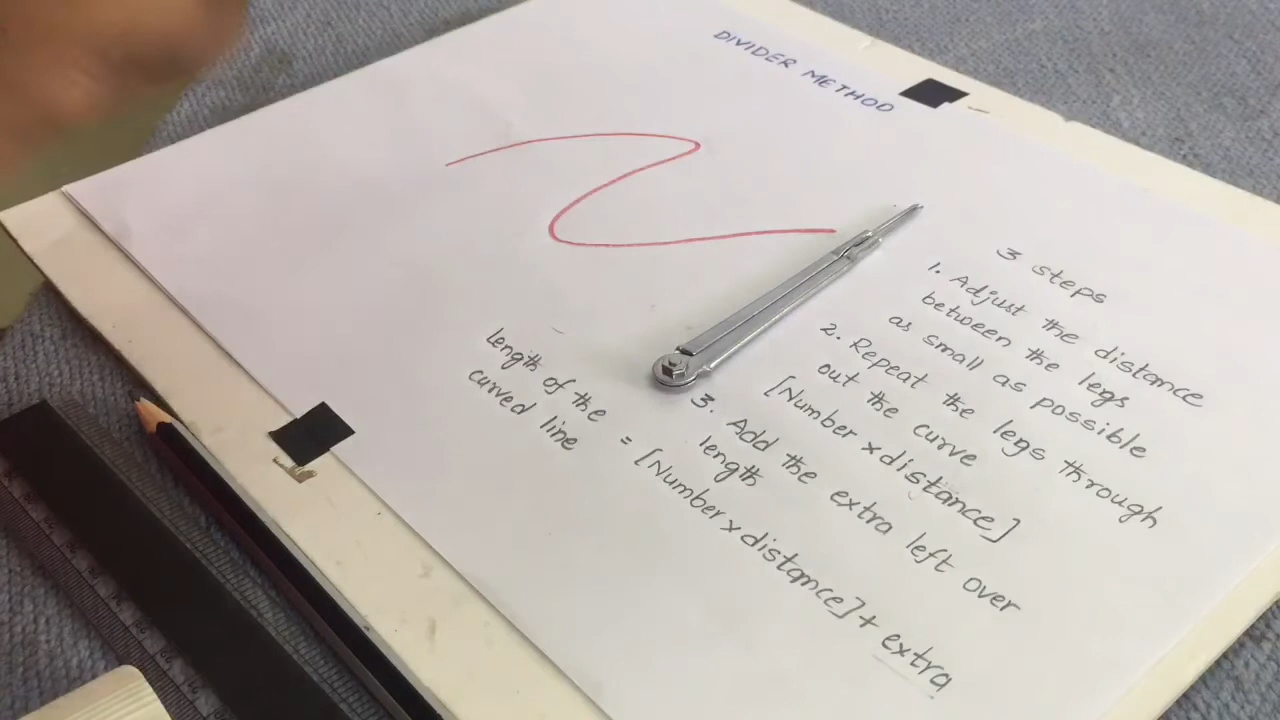 DIVIDER METHOD
3 steps
1. Adjust the distance
between the legs
as small as possible
2. Repeat the legs through
out the curve
[Number x distance]
3. Add the extra left over
length
Length of the
curved line
= [Number x distance] + extra